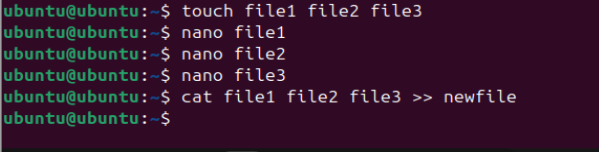 ubuntu@ubuntu:~$ touch file1 file2 file3
ubuntu@ubuntu:~$ nano file1
ubuntu@ubuntu:~$ nano file2
ubuntu@ubuntu:~$ nano file3
ubuntu@ubuntu:~$ cat file1 file2 file3 >> newfile
ubuntu@ubuntu:~$